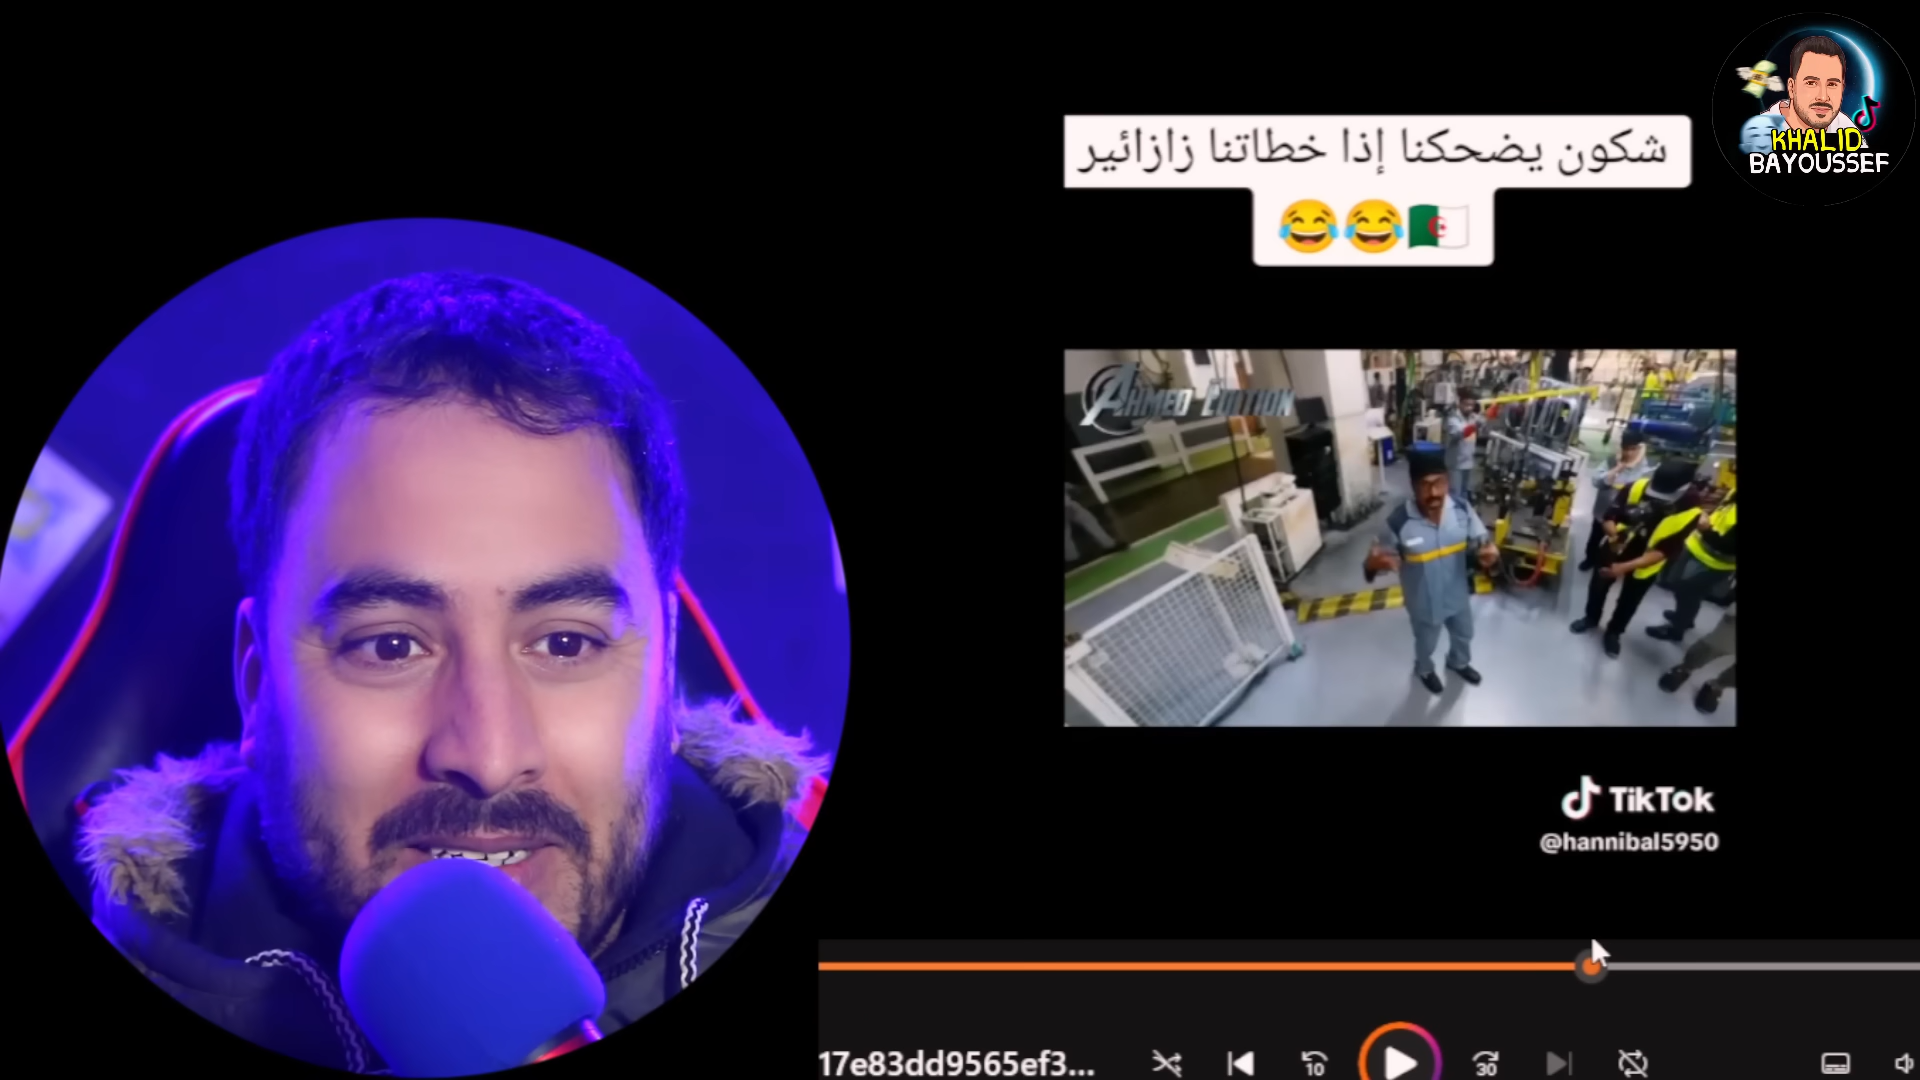 KHALID
BAYOUSSEF
شكون يضحكنا إذا خطاتنا زازائير
😂😂🇩🇿
AHMED EDITION
TikTok
@hannibal5950
17e83dd9565ef3...
10
30